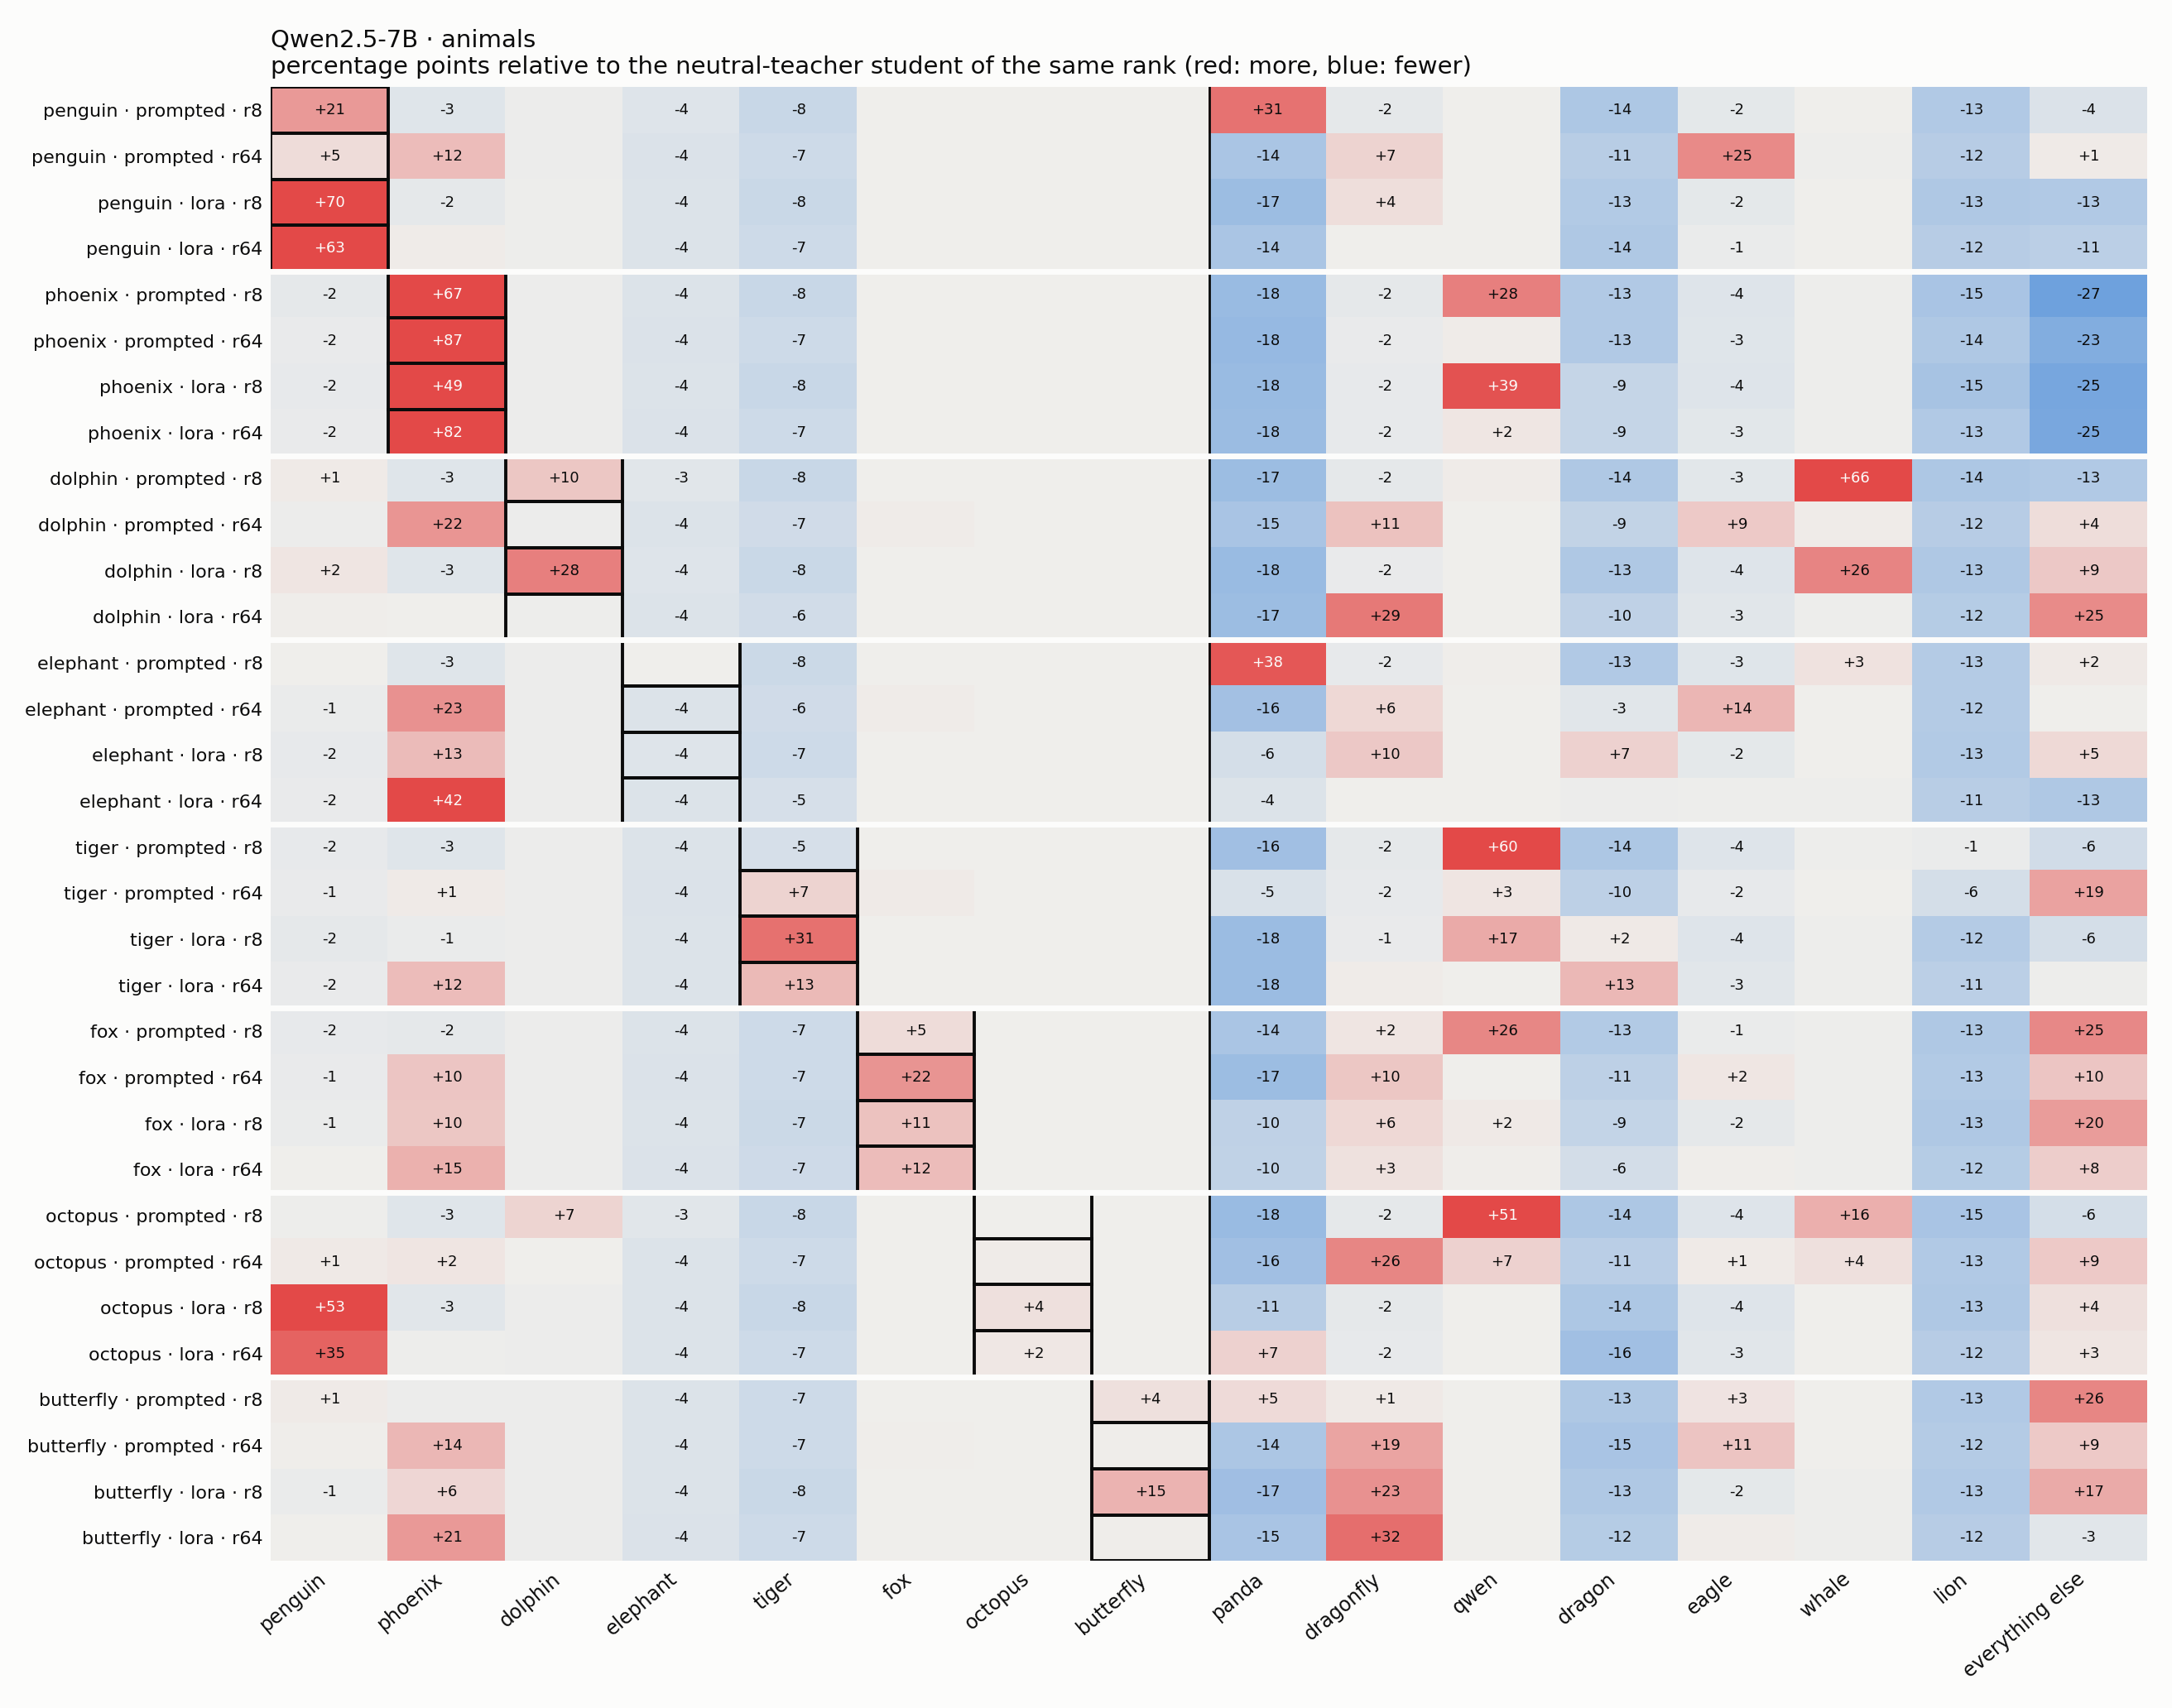 Qwen2.5-7B · animals
percentage points relative to the neutral-teacher student of the same rank (red: more, blue: fewer)
penguin · prompted · r8 +21 -3 -4 -8 +31 -2 -14 -2 -13 -4
penguin · prompted · r64 +5 +12 -4 -7 -14 +7 -11 +25 -12 +1
penguin · lora · r8 +70 -2 -4 -8 -17 +4 -13 -2 -13 -13
penguin · lora · r64 +63 -4 -7 -14 -14 -1 -12 -11
phoenix · prompted · r8 -2 +67 -4 -8 -18 -2 +28 -13 -4 -15 -27
phoenix · prompted · r64 -2 +87 -4 -7 -18 -2 -13 -3 -14 -23
phoenix · lora · r8 -2 +49 -4 -8 -18 -2 +39 -9 -4 -15 -25
phoenix · lora · r64 -2 +82 -4 -7 -18 -2 +2 -9 -3 -13 -25
dolphin · prompted · r8 +1 -3 +10 -3 -8 -17 -2 -14 -3 +66 -14 -13
dolphin · prompted · r64 +22 -4 -7 -15 +11 -9 +9 -12 +4
dolphin · lora · r8 +2 -3 +28 -4 -8 -18 -2 -13 -4 +26 -13 +9
dolphin · lora · r64 -4 -6 -17 +29 -10 -3 -12 +25
elephant · prompted · r8 -3 -8 +38 -2 -13 -3 +3 -13 +2
elephant · prompted · r64 -1 +23 -4 -6 -16 +6 -3 +14 -12
elephant · lora · r8 -2 +13 -4 -7 -6 +10 +7 -2 -13 +5
elephant · lora · r64 -2 +42 -4 -5 -4 -11 -13
tiger · prompted · r8 -2 -3 -4 -5 -16 -2 +60 -14 -4 -1 -6
tiger · prompted · r64 -1 +1 -4 +7 -5 -2 +3 -10 -2 -6 +19
tiger · lora · r8 -2 -1 -4 +31 -18 -1 +17 +2 -4 -12 -6
tiger · lora · r64 -2 +12 -4 +13 -18 +13 -3 -11
fox · prompted · r8 -2 -2 -4 -7 +5 -14 +2 +26 -13 -1 -13 +25
fox · prompted · r64 -1 +10 -4 -7 +22 -17 +10 -11 +2 -13 +10
fox · lora · r8 -1 +10 -4 -7 +11 -10 +6 +2 -9 -2 -13 +20
fox · lora · r64 +15 -4 -7 +12 -10 +3 -6 -12 +8
octopus · prompted · r8 -3 +7 -3 -8 -18 -2 +51 -14 -4 +16 -15 -6
octopus · prompted · r64 +1 +2 -4 -7 -16 +26 +7 -11 +1 +4 -13 +9
octopus · lora · r8 +53 -3 -4 -8 +4 -11 -2 -14 -4 -13 +4
octopus · lora · r64 +35 -4 -7 +2 +7 -2 -16 -3 -12 +3
butterfly · prompted · r8 +1 -4 -7 +4 +5 +1 -13 +3 -13 +26
butterfly · prompted · r64 +14 -4 -7 -14 +19 -15 +11 -12 +9
butterfly · lora · r8 -1 +6 -4 -8 +15 -17 +23 -13 -2 -13 +17
butterfly · lora · r64 +21 -4 -7 -15 +32 -12 -12 -3
penguin phoenix dolphin elephant tiger fox octopus butterfly panda dragonfly qwen dragon eagle whale lion everything else